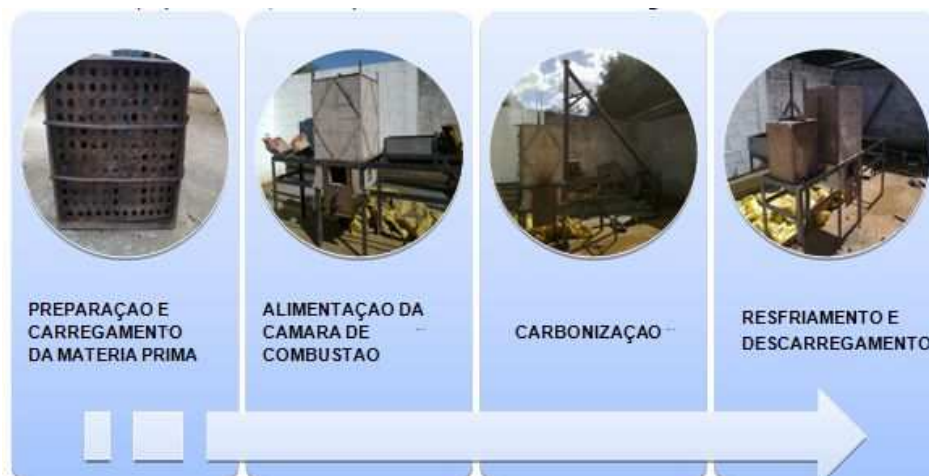 PREPARAÇAO E
CARREGAMENTO
DA MATERIA PRIMA
ALIMENTAÇAO DA
CAMARA DE
COMBUSTAO
CARBONIZAÇAO
RESFRIAMENTO E
DESCARREGAMENTO